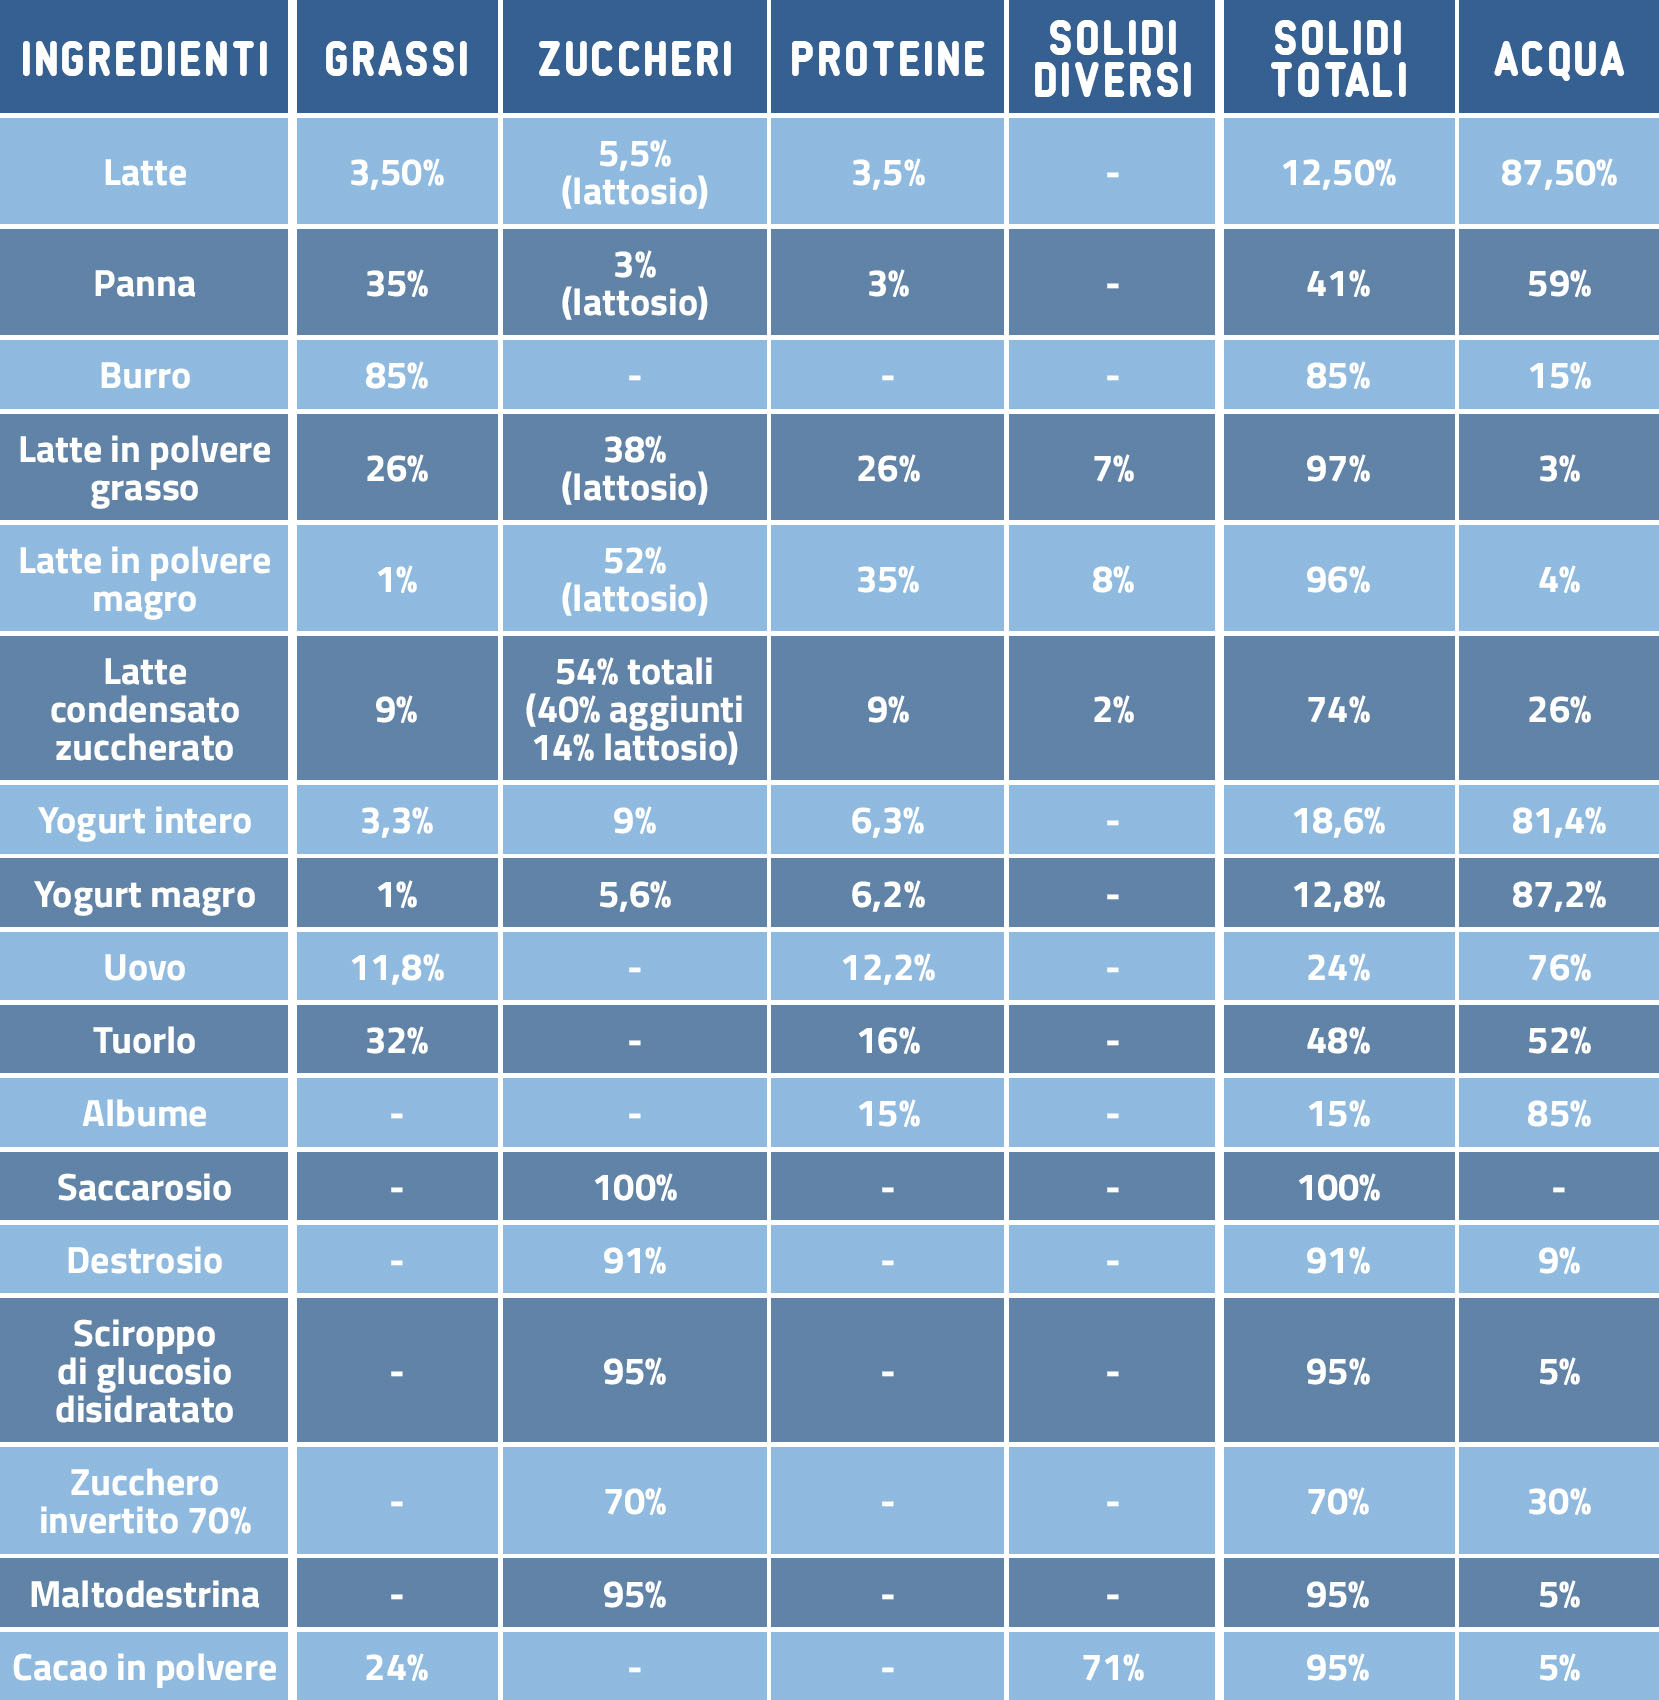 INGREDIENTI GRASSI ZUCCHERI PROTEINE SOLIDI DIVERSI SOLIDI TOTALI ACQUA
Latte 3,50% 5,5% (lattosio) 3,5% - 12,50% 87,50%
Panna 35% 3% (lattosio) 3% - 41% 59%
Burro 85% - - - 85% 15%
Latte in polvere grasso 26% 38% (lattosio) 26% 7% 97% 3%
Latte in polvere magro 1% 52% (lattosio) 35% 8% 96% 4%
Latte condensato zuccherato 9% 54% totali (40% aggiunti 14% lattosio) 9% 2% 74% 26%
Yogurt intero 3,3% 9% 6,3% - 18,6% 81,4%
Yogurt magro 1% 5,6% 6,2% - 12,8% 87,2%
Uovo 11,8% - 12,2% - 24% 76%
Tuorlo 32% - 16% - 48% 52%
Albume - - 15% - 15% 85%
Saccarosio - 100% - - 100% -
Destrosio - 91% - - 91% 9%
Sciroppo di glucosio disidratato - 95% - - 95% 5%
Zucchero invertito 70% - 70% - - 70% 30%
Maltodestrina - 95% - - 95% 5%
Cacao in polvere 24% - - 71% 95% 5%